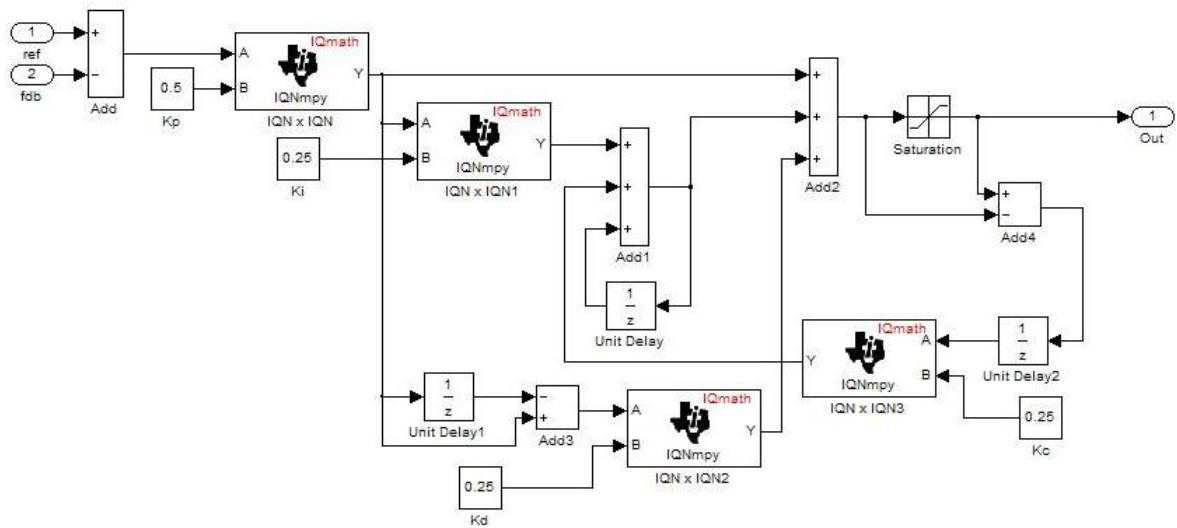 1
ref
2
fdb
+
−
Add
0.5
Kp
IQmath
A
B
Y
IQNmpy
IQN x IQN
0.25
Ki
IQmath
A
B
Y
IQNmpy
IQN x IQN1
+
+
+
Add1
1
z
Unit Delay
1
z
Unit Delay1
−
+
Add3
0.25
Kd
IQmath
A
B
Y
IQNmpy
IQN x IQN2
+
+
+
Add2
Saturation
1
Out
+
−
Add4
1
z
Unit Delay2
IQmath
A
B
Y
IQNmpy
IQN x IQN3
0.25
Kc